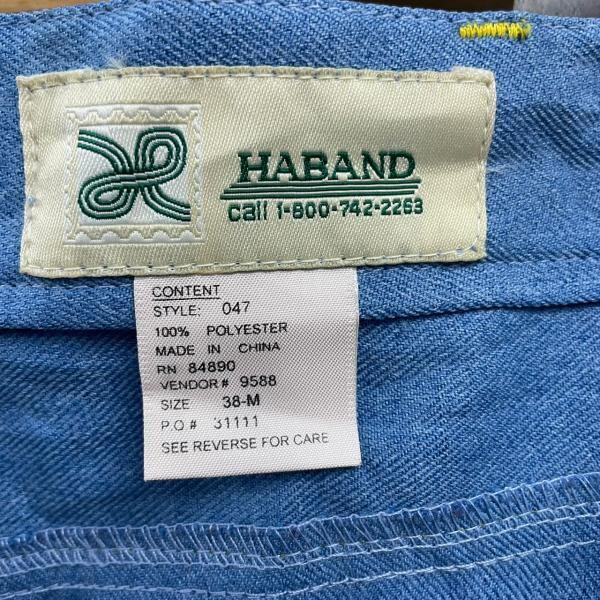 HABAND
call 1-800-742-2263
CONTENT
STYLE: 047
100% POLYESTER
MADE IN CHINA
RN 84890
VENDOR# 9588
SIZE 38-M
P.O# 31111
SEE REVERSE FOR CARE